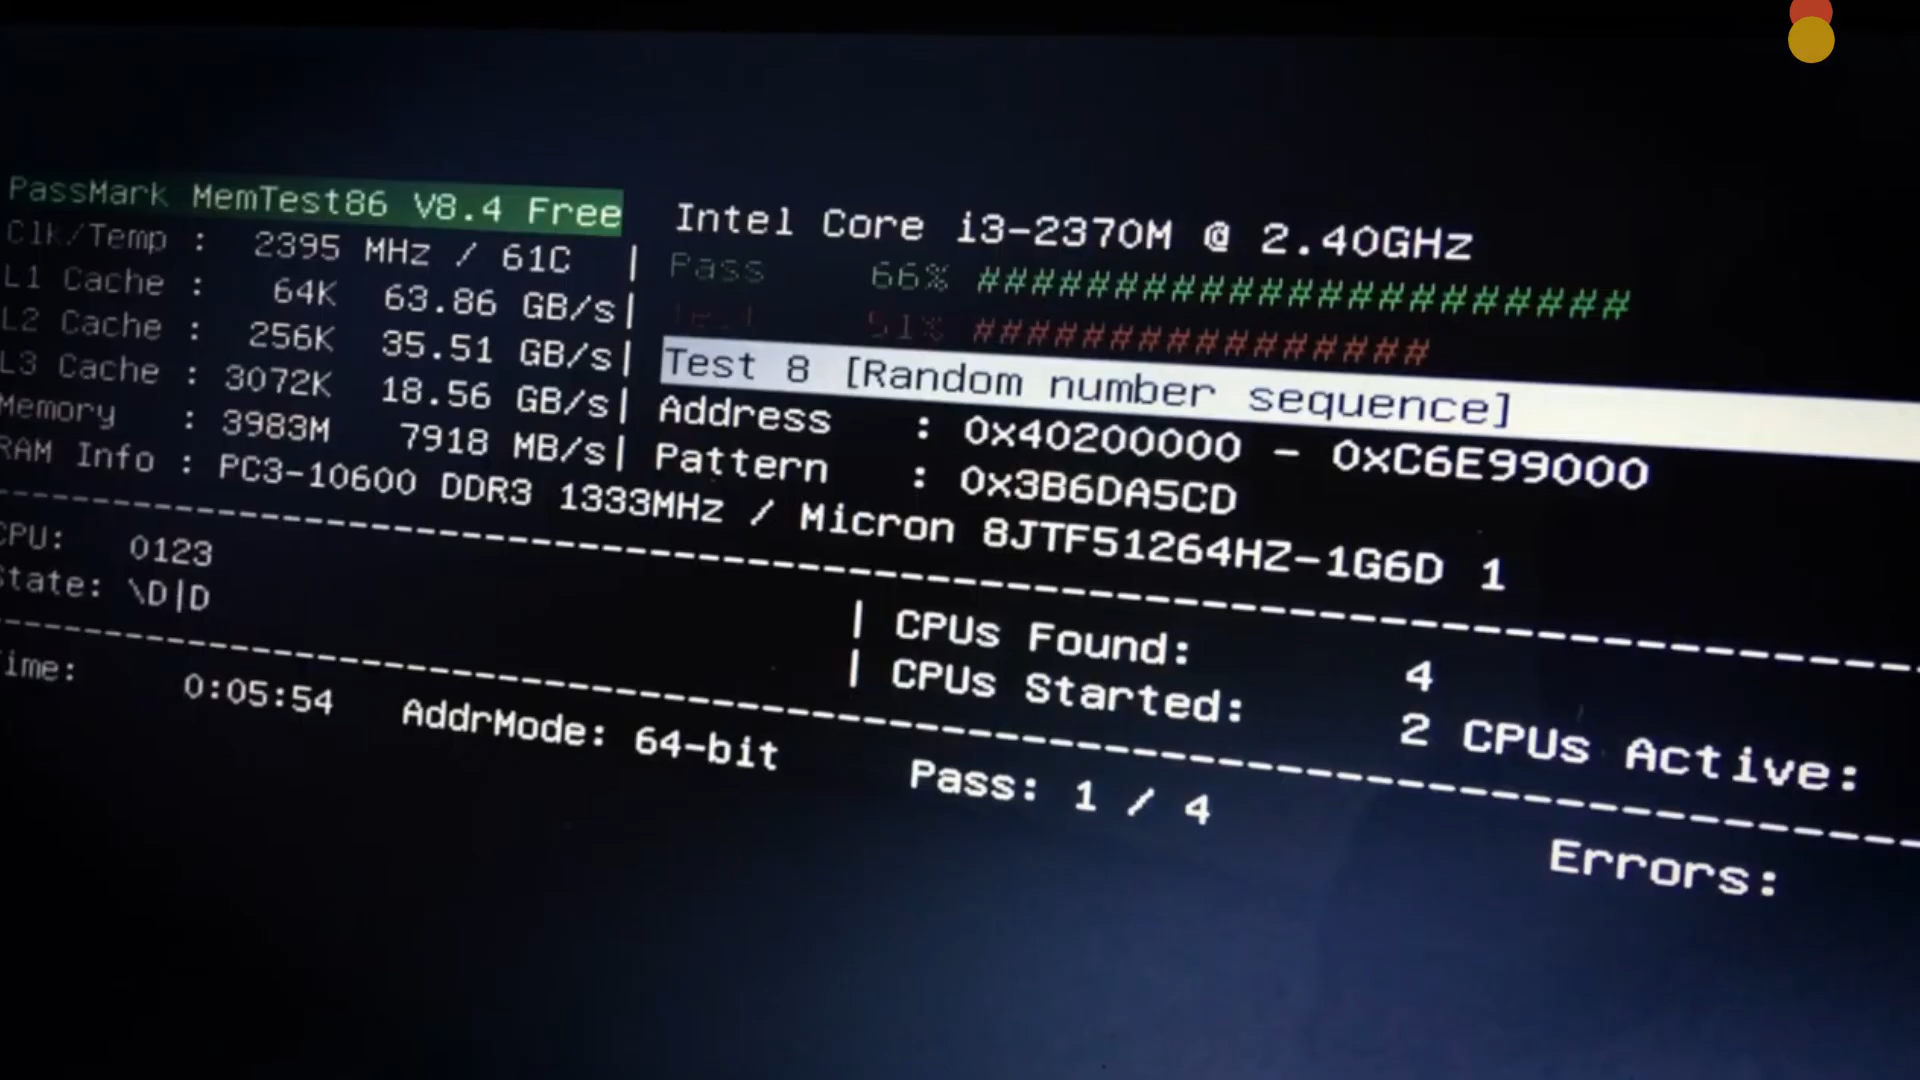 PassMark MemTest86 V8.4 Free
Intel Core i3-2370M @ 2.40GHz
Clk/Temp : 2395 MHz / 61C |
Pass 66% ########################
L1 Cache : 64K 63.86 GB/s|
Test 51% #################
L2 Cache : 256K 35.51 GB/s|
Test 8 [Random number sequence]
L3 Cache : 3072K 18.56 GB/s|
Address : 0x40200000 - 0xC6E99000
Memory : 3983M 7918 MB/s|
Pattern : 0x3B6DA5CD
RAM Info : PC3-10600 DDR3 1333MHz / Micron 8JTF51264HZ-1G6D 1
CPU: 0123
| CPUs Found: 4
State: \D|D
| CPUs Started: 2 CPUs Active:
Time: 0:05:54 AddrMode: 64-bit Pass: 1 / 4 Errors: